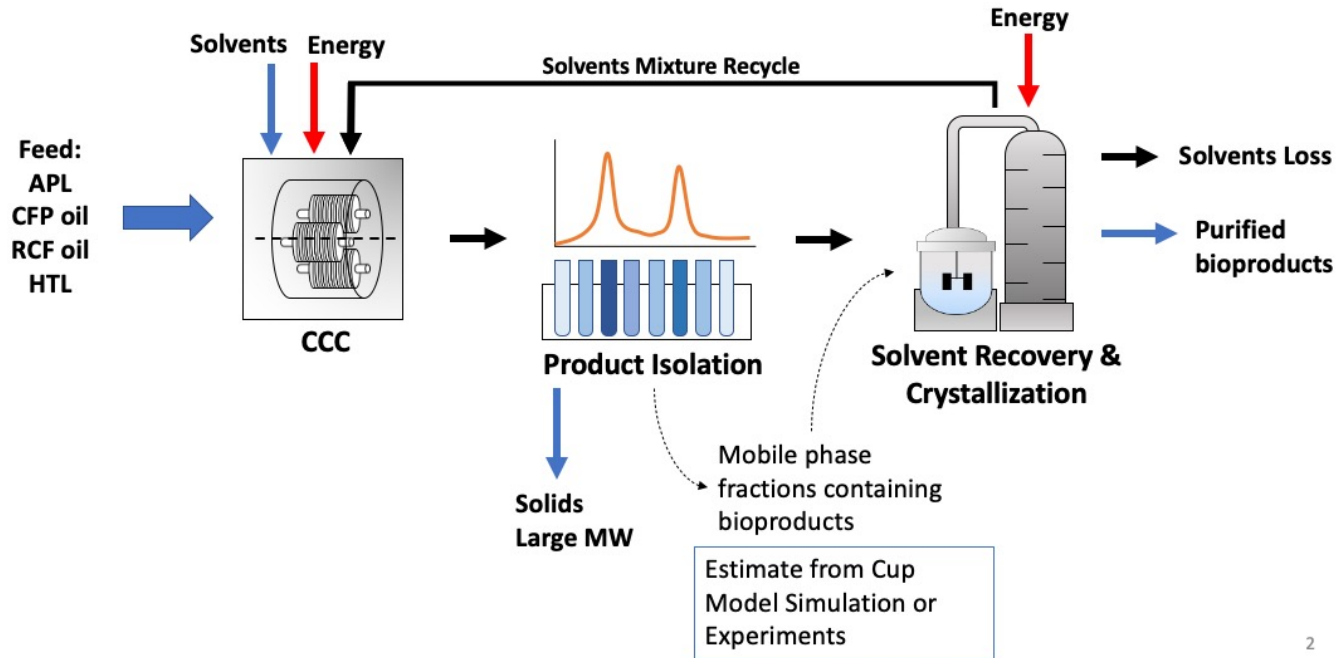 Energy
Solvents Energy
Solvents Mixture Recycle
Feed:
APL
CFP oil
RCF oil
HTL
Solvents Loss
Purified
bioproducts
CCC
Product Isolation
Solvent Recovery &
Crystallization
Solids
Large MW
Mobile phase
fractions containing
bioproducts
Estimate from Cup
Model Simulation or
Experiments
2